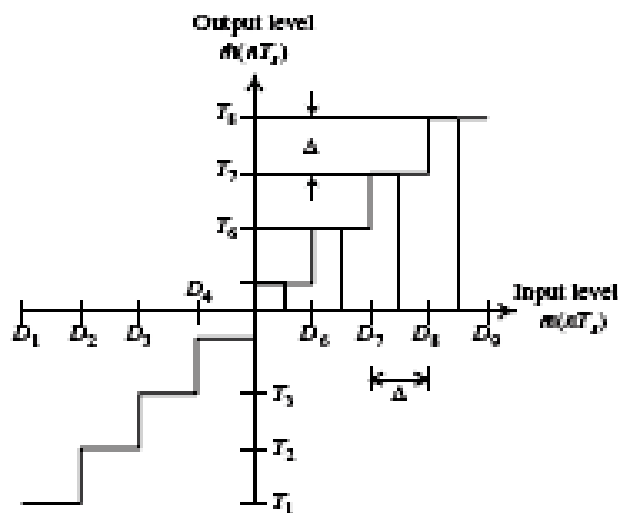 Output level
m̂(nTₛ)
T₈
Δ
T₇
T₆
D₄
Input level
m(nTₛ)
D₁ D₂ D₃ D₆ D₇ D₈ D₉
Δ
T₃
T₂
T₁